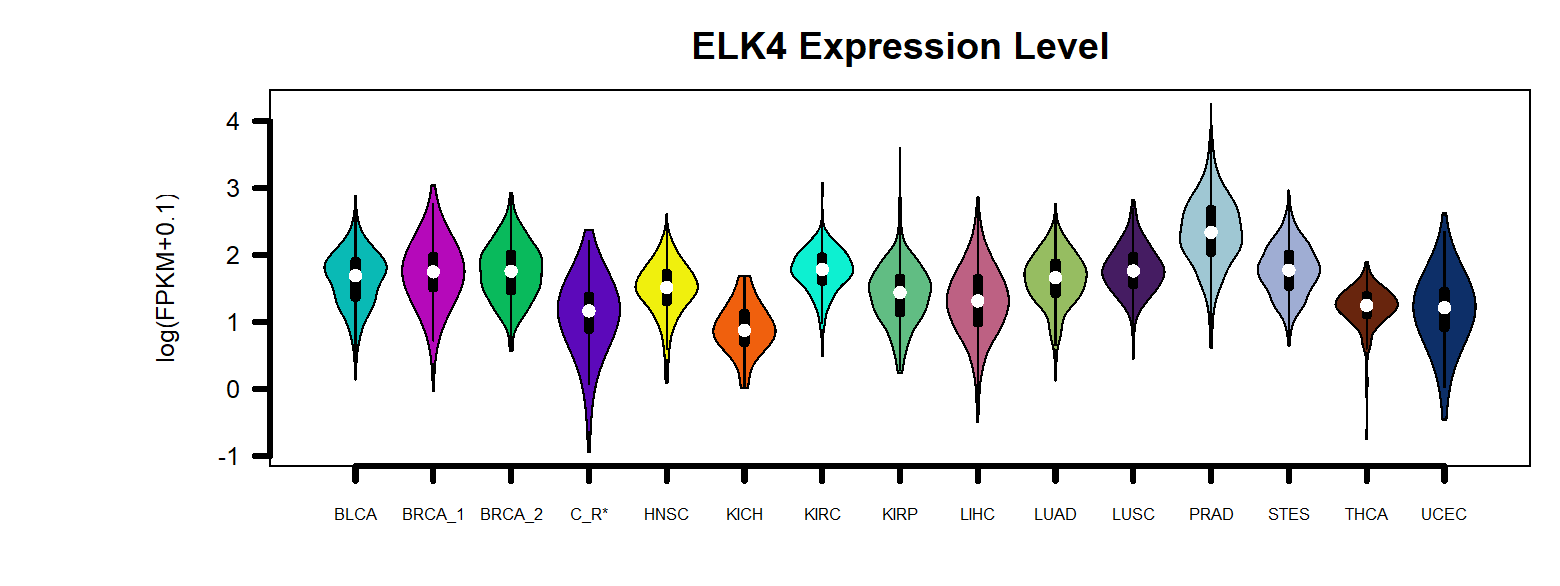 ELK4 Expression Level
log(FPKM+0.1)
4
3
2
1
0
-1
BLCA BRCA_1 BRCA_2 C_R* HNSC KICH KIRC KIRP LIHC LUAD LUSC PRAD STES THCA UCEC